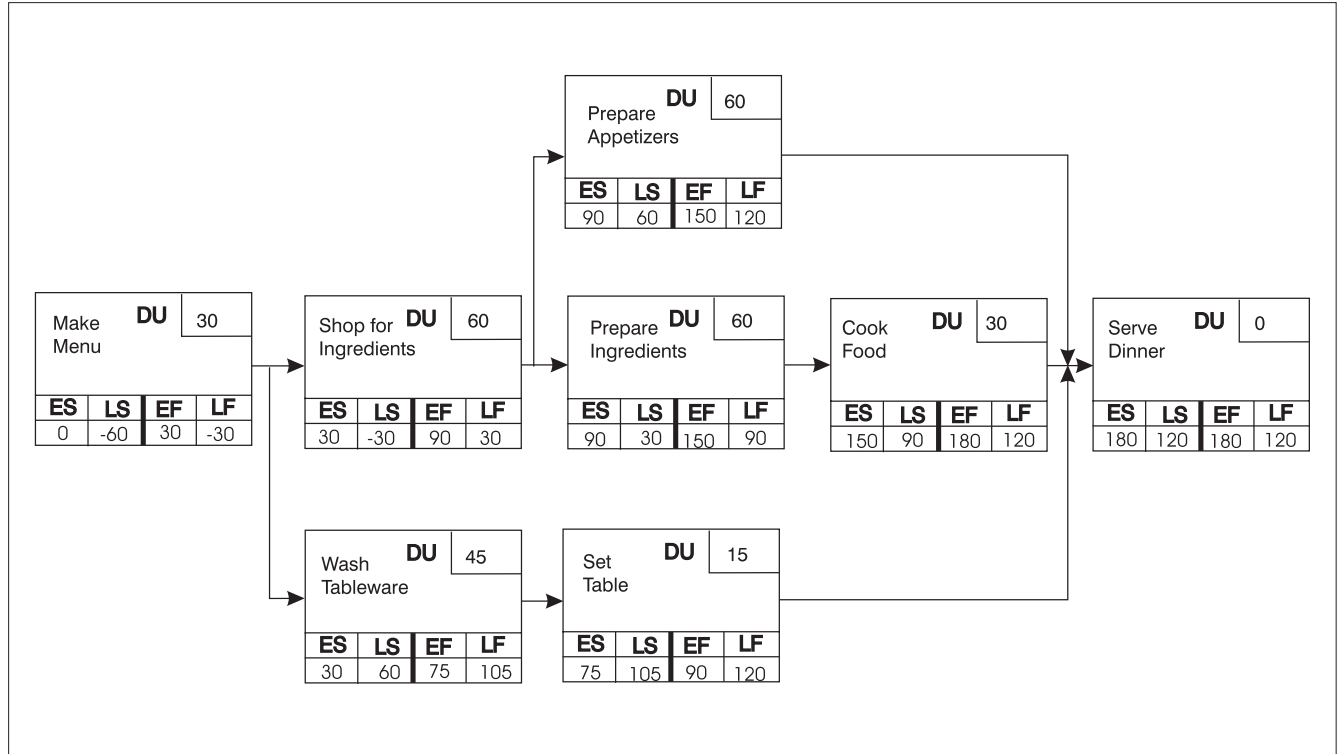 Prepare DU 60
Appetizers
ES LS EF LF
90 60 150 120
Make DU 30
Menu
ES LS EF LF
0 -60 30 -30
Shop for DU 60
Ingredients
ES LS EF LF
30 -30 90 30
Prepare DU 60
Ingredients
ES LS EF LF
90 30 150 90
Cook DU 30
Food
ES LS EF LF
150 90 180 120
Serve DU 0
Dinner
ES LS EF LF
180 120 180 120
Wash DU 45
Tableware
ES LS EF LF
30 60 75 105
Set DU 15
Table
ES LS EF LF
75 105 90 120